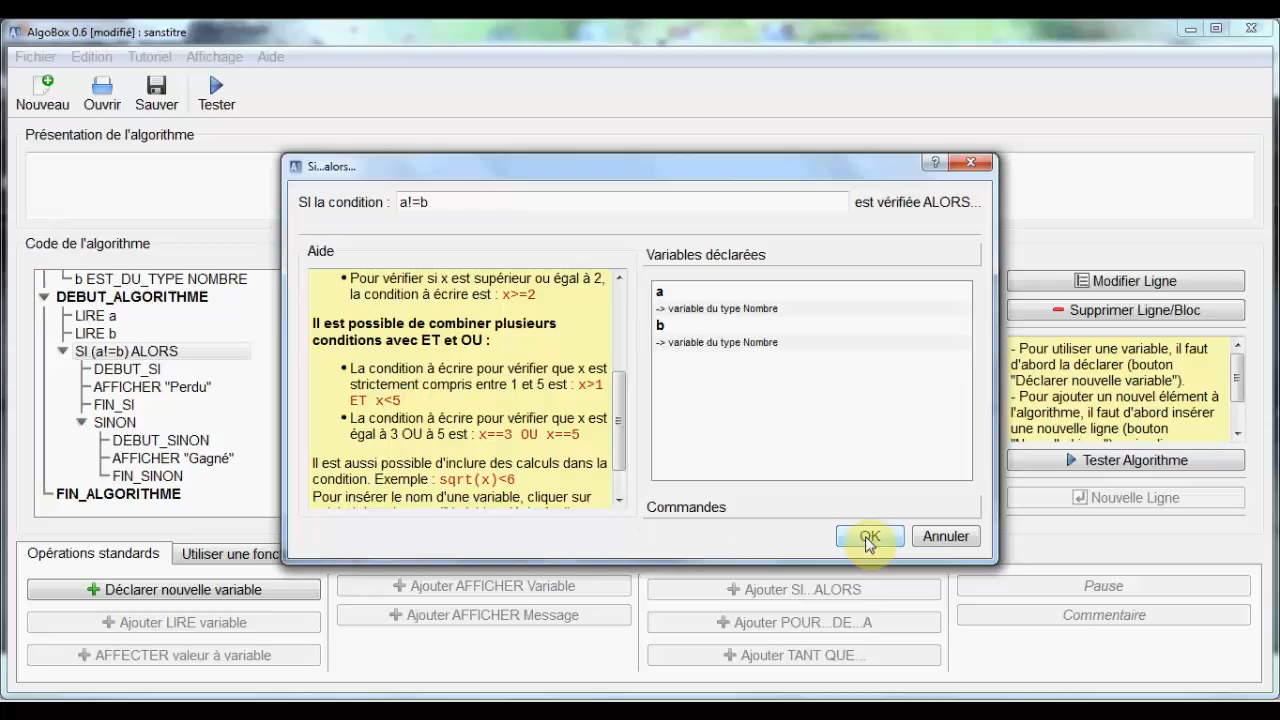 AlgoBox 0.6 [modifié] : sanstitre
Fichier Edition Tutoriel Affichage Aide
Nouveau Ouvrir Sauver Tester
Présentation de l'algorithme
Code de l'algorithme
b EST_DU_TYPE NOMBRE
DEBUT_ALGORITHME
LIRE a
LIRE b
SI (a!=b) ALORS
DEBUT_SI
AFFICHER "Perdu"
FIN_SI
SINON
DEBUT_SINON
AFFICHER "Gagné"
FIN_SINON
FIN_ALGORITHME
Si...alors...
SI la condition : a!=b est vérifiée ALORS...
Aide
• Pour vérifier si x est supérieur ou égal à 2,
la condition à écrire est : x>=2
Il est possible de combiner plusieurs
conditions avec ET et OU :
• La condition à écrire pour vérifier que x est
strictement compris entre 1 et 5 est : x>1
ET x<5
• La condition à écrire pour vérifier que x est
égal à 3 OU à 5 est : x==3 OU x==5
Il est aussi possible d'inclure des calculs dans la
condition. Exemple : sqrt(x)<6
Pour insérer le nom d'une variable, cliquer sur
Variables déclarées
a
-> variable du type Nombre
b
-> variable du type Nombre
Commandes
OK Annuler
Modifier Ligne
Supprimer Ligne/Bloc
- Pour utiliser une variable, il faut
d'abord la déclarer (bouton
"Déclarer nouvelle variable").
- Pour ajouter un nouvel élément à
l'algorithme, il faut d'abord insérer
une nouvelle ligne (bouton
Tester Algorithme
Nouvelle Ligne
Opérations standards Utiliser une fonc
Déclarer nouvelle variable
Ajouter LIRE variable
AFFECTER valeur à variable
Ajouter AFFICHER Variable
Ajouter AFFICHER Message
Ajouter SI...ALORS
Ajouter POUR...DE...A
Ajouter TANT QUE...
Pause
Commentaire